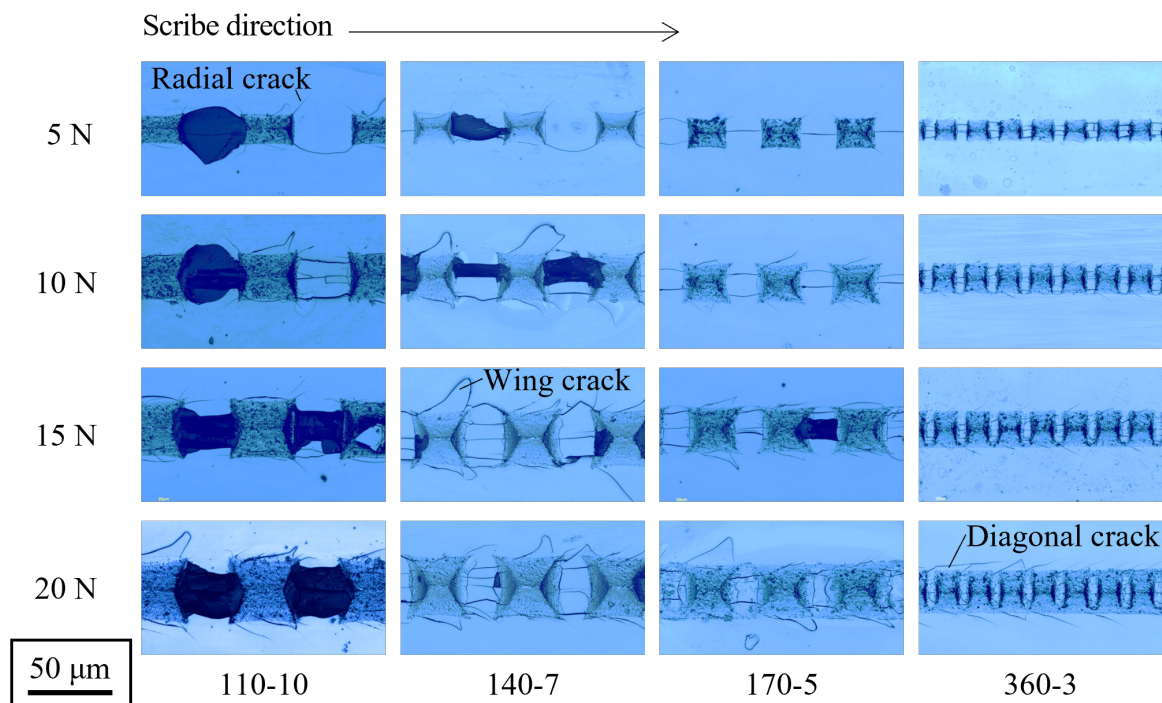 Scribe direction
Radial crack
5 N
10 N
Wing crack
15 N
Diagonal crack
20 N
50 μm
110-10
140-7
170-5
360-3